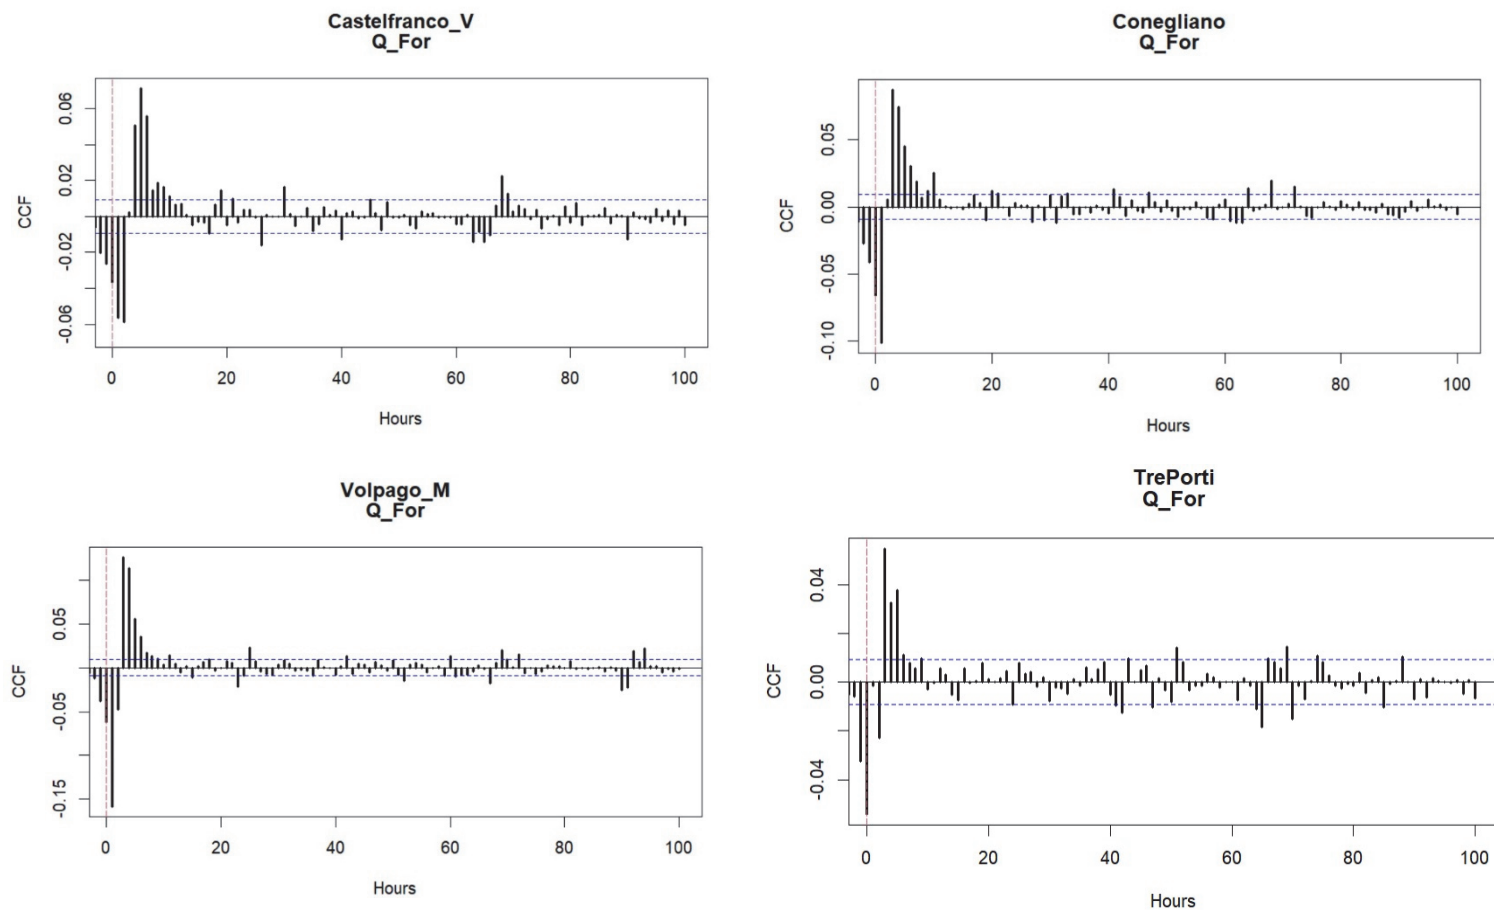 Castelfranco_V
Q_For
CCF
0.06
0.02
-0.02
-0.06
0
20
40
60
80
100
Hours
Conegliano
Q_For
CCF
0.05
0.00
-0.05
-0.10
0
20
40
60
80
100
Hours
Volpago_M
Q_For
CCF
0.05
-0.05
-0.15
0
20
40
60
80
100
Hours
TrePorti
Q_For
CCF
0.04
0.00
-0.04
0
20
40
60
80
100
Hours